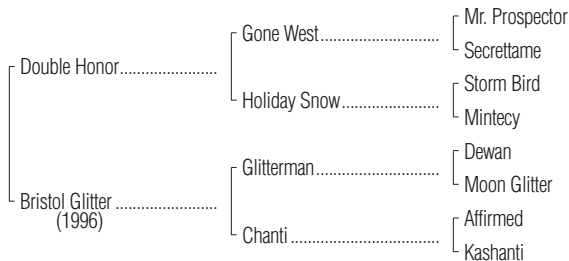 Mr. Prospector
Gone West
Secrettame
Double Honor
Storm Bird
Holiday Snow
Mintecy
Dewan
Glitterman
Moon Glitter
Bristol Glitter
(1996)
Affirmed
Chanti
Kashanti